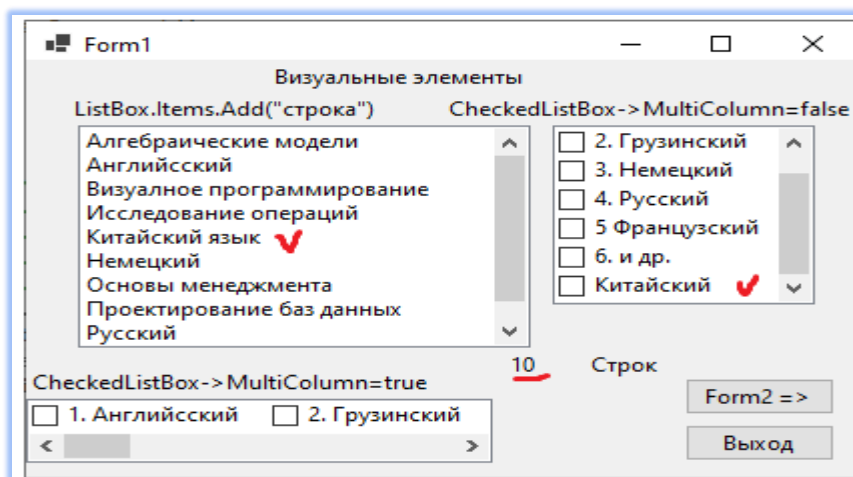 Form1
Визуальные элементы
ListBox.Items.Add("строка")
CheckedListBox->MultiColumn=false
Алгебраические модели
Английсский
Визуалное программирование
Исследование операций
Китайский язык
Немецкий
Основы менеджмента
Проектирование баз данных
Русский
2. Грузинский
3. Немецкий
4. Русский
5 Французский
6. и др.
Китайский
10 Строк
CheckedListBox->MultiColumn=true
1. Английсский 2. Грузинский
Form2 =>
Выход